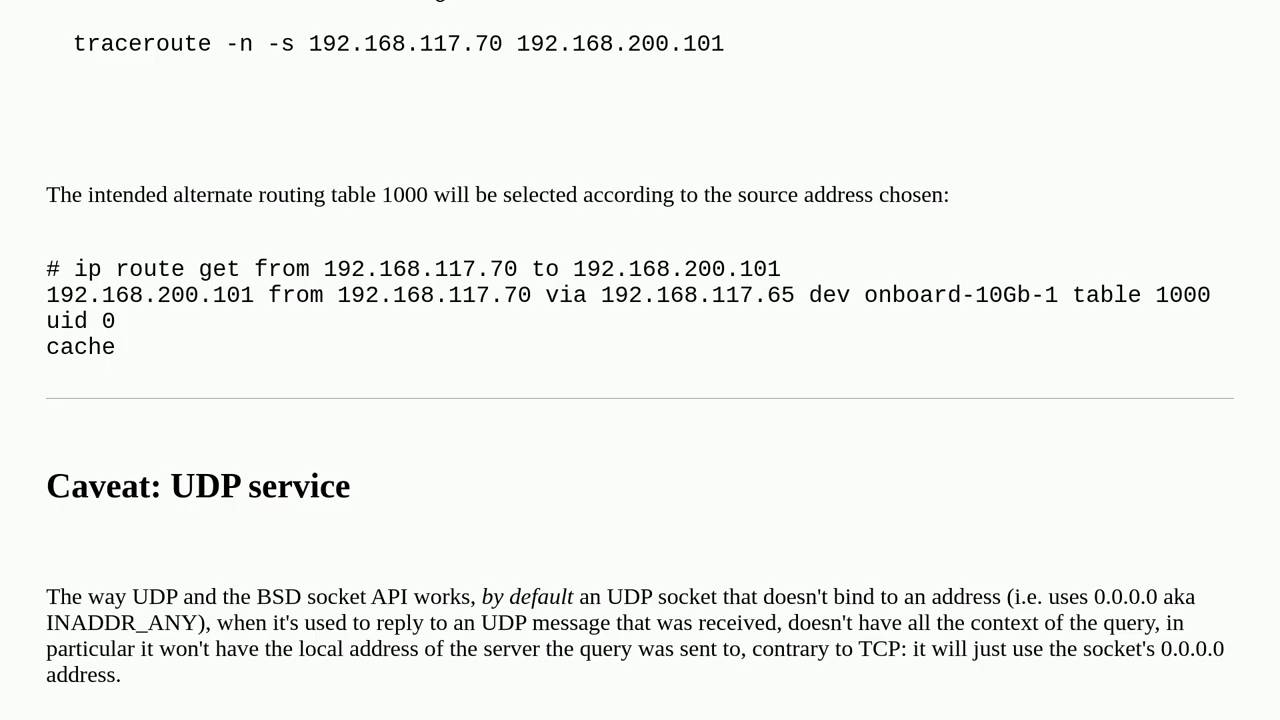 traceroute -n -s 192.168.117.70 192.168.200.101
The intended alternate routing table 1000 will be selected according to the source address chosen:
# ip route get from 192.168.117.70 to 192.168.200.101
192.168.200.101 from 192.168.117.70 via 192.168.117.65 dev onboard-10Gb-1 table 1000
uid 0
cache
Caveat: UDP service
The way UDP and the BSD socket API works, by default an UDP socket that doesn't bind to an address (i.e. uses 0.0.0.0 aka
INADDR_ANY), when it's used to reply to an UDP message that was received, doesn't have all the context of the query, in
particular it won't have the local address of the server the query was sent to, contrary to TCP: it will just use the socket's 0.0.0.0
address.